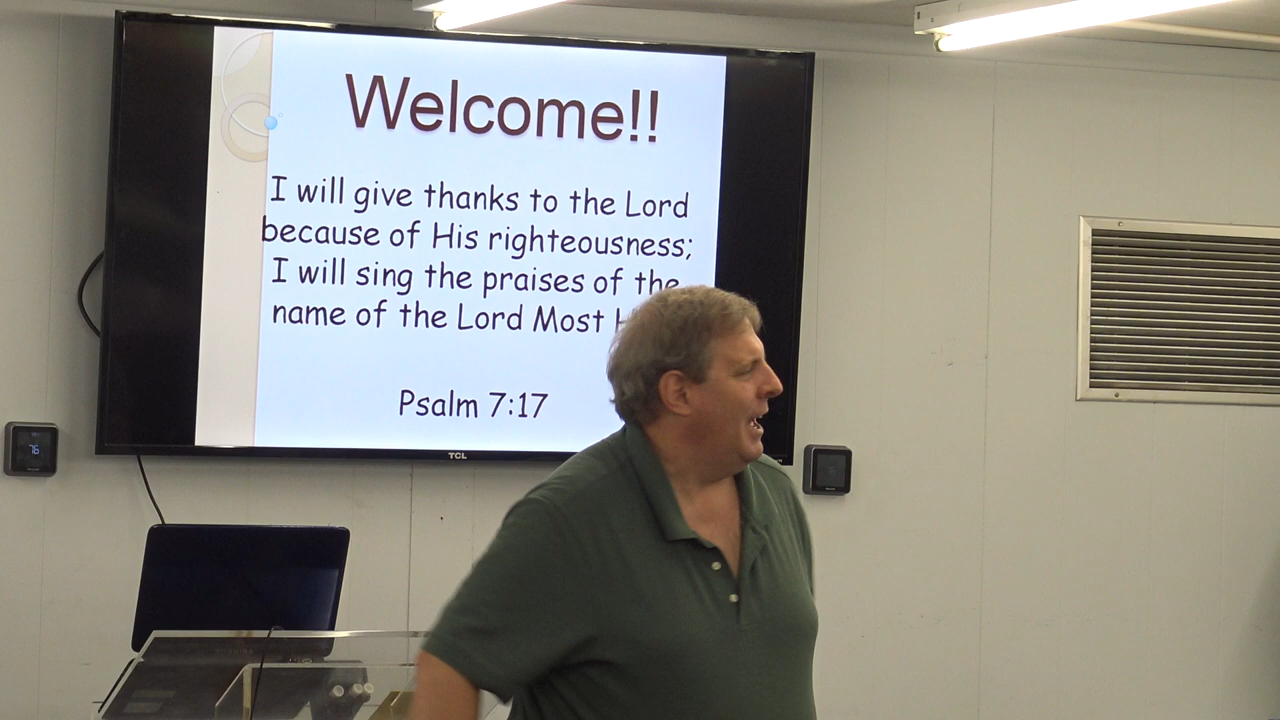 Welcome!!
I will give thanks to the Lord
because of His righteousness;
I will sing the praises of the
name of the Lord Most
Psalm 7:17
TCL
76
TOSHIBA